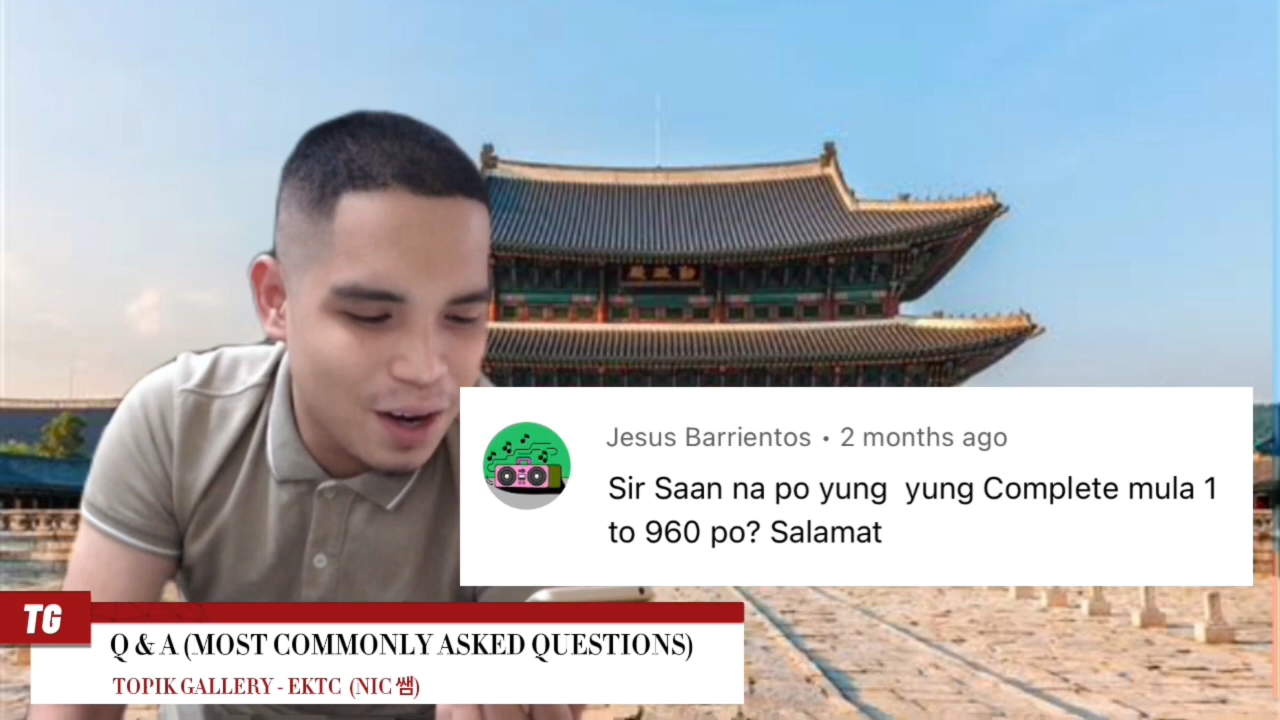 Jesus Barrientos • 2 months ago
Sir Saan na po yung  yung Complete mula 1
to 960 po? Salamat
TG
Q & A (MOST COMMONLY ASKED QUESTIONS)
TOPIK GALLERY - EKTC (NIC 쌤)